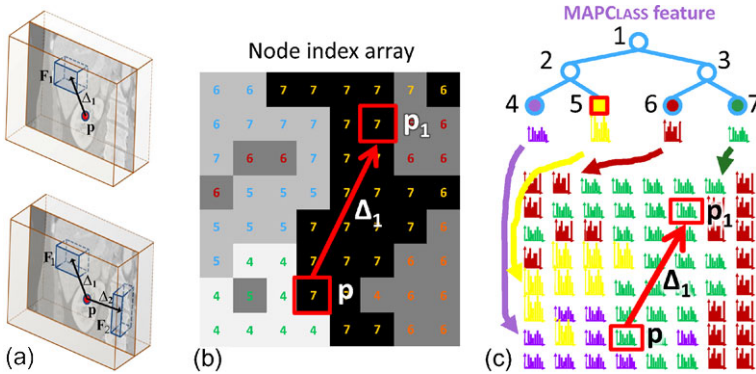 MAPCLASS feature
Node index array
F₁
Δ₁
p
1
2
3
4
5
6
7
6 6 7 7 7 7 7 6
6 7 7 7 7 7 6
p₁
7 6 6 7 7 6 6
6 5 5 5 7 7 7 6
5 5 5 7 7 7 6
Δ₁
5 4 4 7 7 7 6 6
4 4 7 6 6 6
p
4 4 4 4 7 7 6 6
F₁
Δ₁
Δ₂
p
F₂
p₁
Δ₁
p
(a)
(b)
(c)